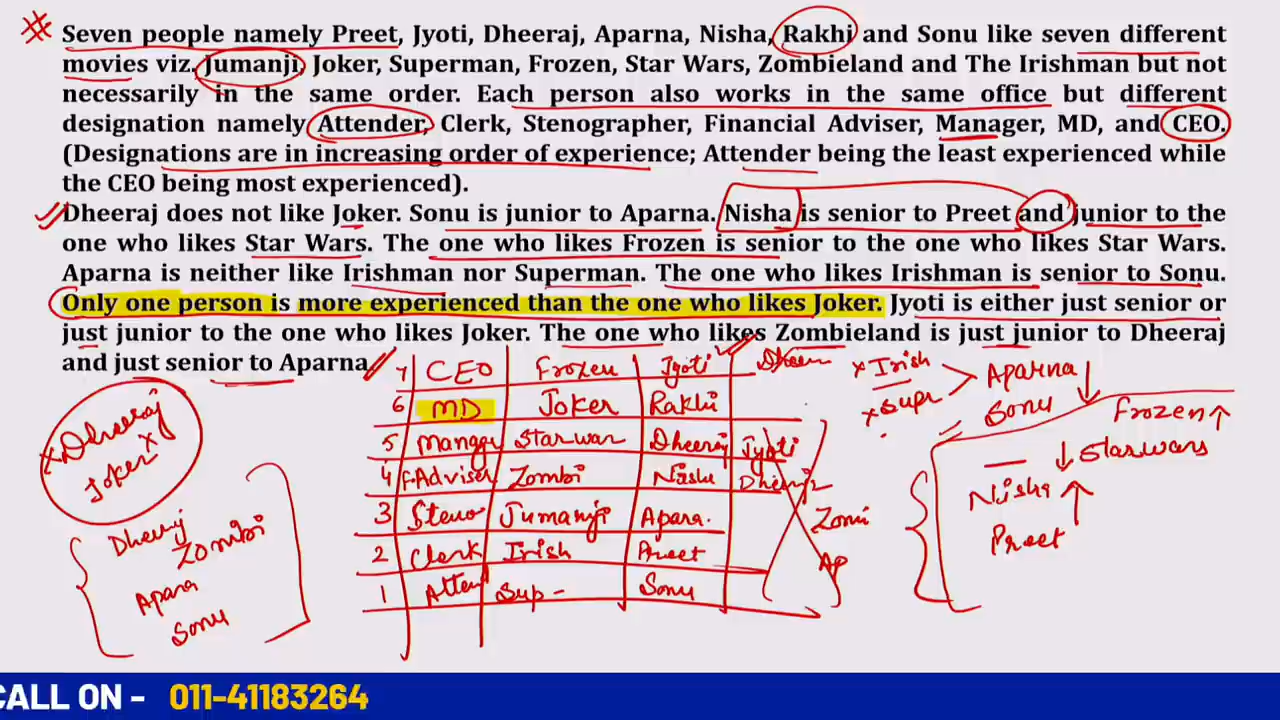 Seven people namely Preet, Jyoti, Dheeraj, Aparna, Nisha, Rakhi and Sonu like seven different
movies viz. Jumanji, Joker, Superman, Frozen, Star Wars, Zombieland and The Irishman but not
necessarily in the same order. Each person also works in the same office but different
designation namely Attender, Clerk, Stenographer, Financial Adviser, Manager, MD, and CEO.
(Designations are in increasing order of experience; Attender being the least experienced while
the CEO being most experienced).
Dheeraj does not like Joker. Sonu is junior to Aparna. Nisha is senior to Preet and junior to the
one who likes Star Wars. The one who likes Frozen is senior to the one who likes Star Wars.
Aparna is neither like Irishman nor Superman. The one who likes Irishman is senior to Sonu.
Only one person is more experienced than the one who likes Joker. Jyoti is either just senior or
just junior to the one who likes Joker. The one who likes Zombieland is just junior to Dheeraj
and just senior to Aparna.
7 CEO Frozen Jyoti
6 MD Joker Rakhi
5 Starwar Dheeraj Jyoti
4 F.Adviser Zombi Nisha
3 Steno Jumanji Apara.
2 Clerk Irish Preet
1 Atten Sup - Sonu
Zomi
Ap
x Irish
x Supr
Aparna
Sonu
Frozen
Starwars
Nisha
Preet
x Dheeraj
Joker x
Dheeraj
Zombi
Apara
Sonu
CALL ON - 011-41183264